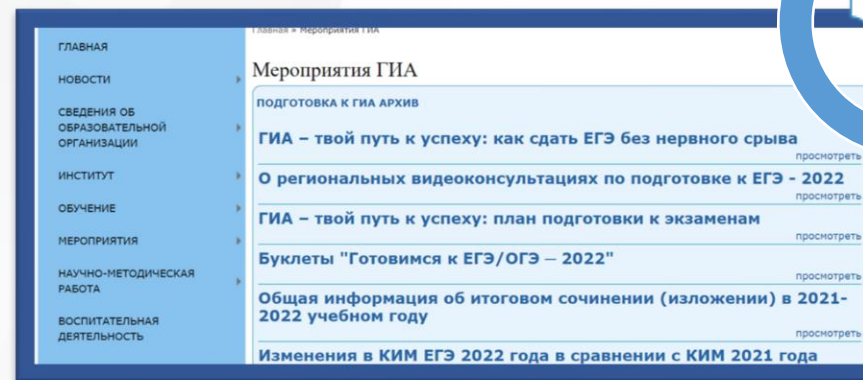 Главная » Мероприятия ГИА
ГЛАВНАЯ
НОВОСТИ
СВЕДЕНИЯ ОБ
ОБРАЗОВАТЕЛЬНОЙ
ОРГАНИЗАЦИИ
ИНСТИТУТ
ОБУЧЕНИЕ
МЕРОПРИЯТИЯ
НАУЧНО-МЕТОДИЧЕСКАЯ
РАБОТА
ВОСПИТАТЕЛЬНАЯ
ДЕЯТЕЛЬНОСТЬ
Мероприятия ГИА
ПОДГОТОВКА К ГИА АРХИВ
ГИА – твой путь к успеху: как сдать ЕГЭ без нервного срыва
просмотреть
О региональных видеоконсультациях по подготовке к ЕГЭ - 2022
просмотреть
ГИА – твой путь к успеху: план подготовки к экзаменам
просмотреть
Буклеты "Готовимся к ЕГЭ/ОГЭ — 2022"
просмотреть
Общая информация об итоговом сочинении (изложении) в 2021-
2022 учебном году
просмотреть
Изменения в КИМ ЕГЭ 2022 года в сравнении с КИМ 2021 года